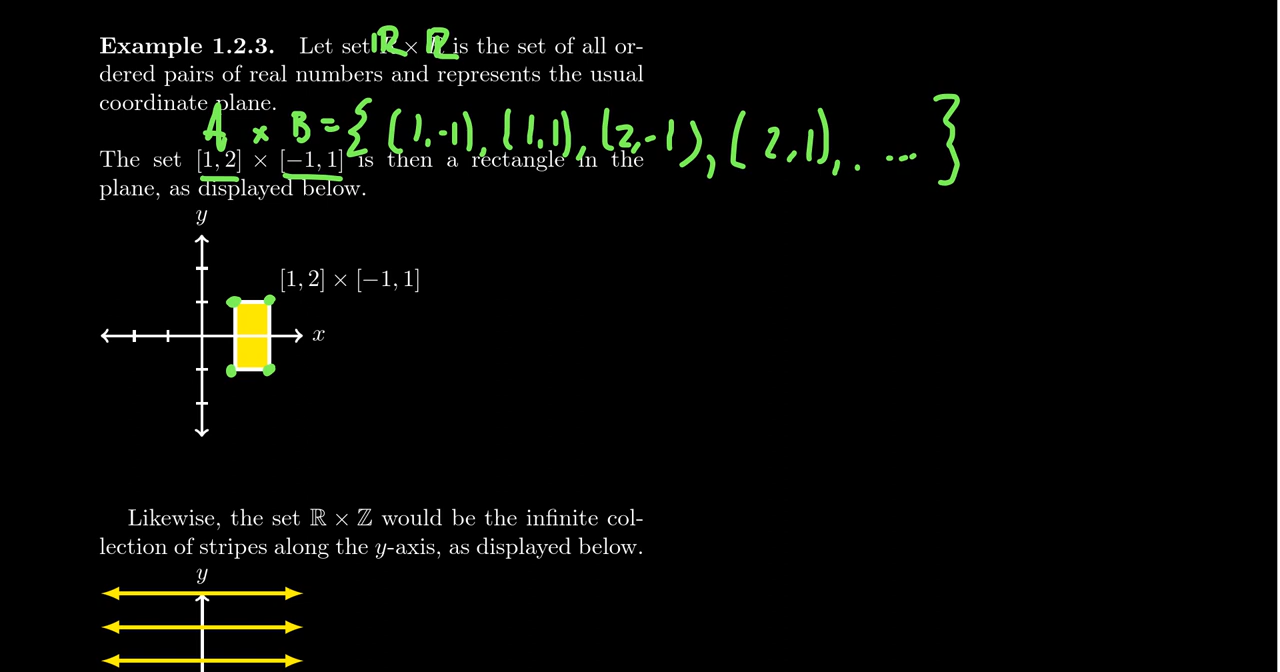 Example 1.2.3. Let set ℝ × ℝ is the set of all or-
dered pairs of real numbers and represents the usual
coordinate plane.
A × B = { (1,-1), (1,1), (2,-1), (2,1), . ... }
The set [1, 2] × [−1, 1] is then a rectangle in the
plane, as displayed below.
y
[1, 2] × [−1, 1]
x
Likewise, the set ℝ × ℤ would be the infinite col-
lection of stripes along the y-axis, as displayed below.
y